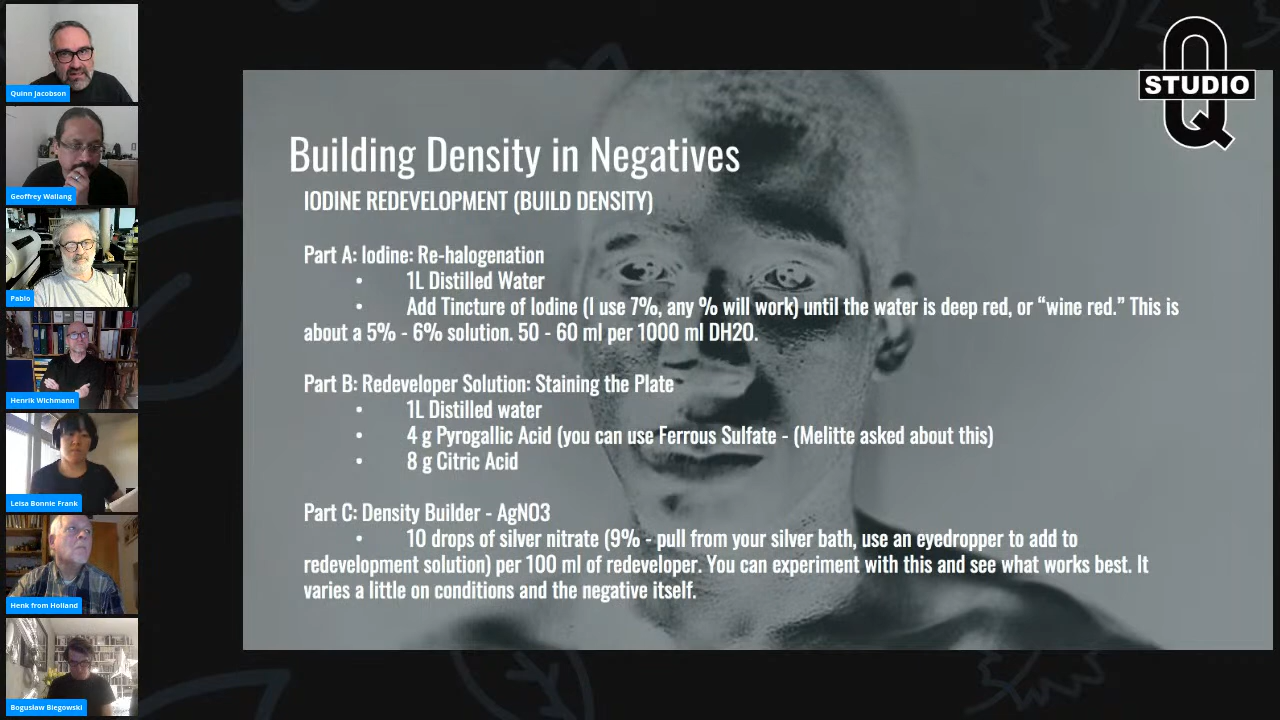 Quinn Jacobson
Geoffrey Wallang
Pablo
Henrik Wichmann
Leisa Bonnie Frank
Henk from Holland
Bogusław Biegowski
STUDIO
Q
Building Density in Negatives
IODINE REDEVELOPMENT (BUILD DENSITY)
Part A: Iodine: Re-halogenation
• 1L Distilled Water
• Add Tincture of Iodine (I use 7%, any % will work) until the water is deep red, or “wine red.” This is
about a 5% - 6% solution. 50 - 60 ml per 1000 ml DH2O.
Part B: Redeveloper Solution: Staining the Plate
• 1L Distilled water
• 4 g Pyrogallic Acid (you can use Ferrous Sulfate - (Melitte asked about this)
• 8 g Citric Acid
Part C: Density Builder - AgNO3
• 10 drops of silver nitrate (9% - pull from your silver bath, use an eyedropper to add to
redevelopment solution) per 100 ml of redeveloper. You can experiment with this and see what works best. It
varies a little on conditions and the negative itself.